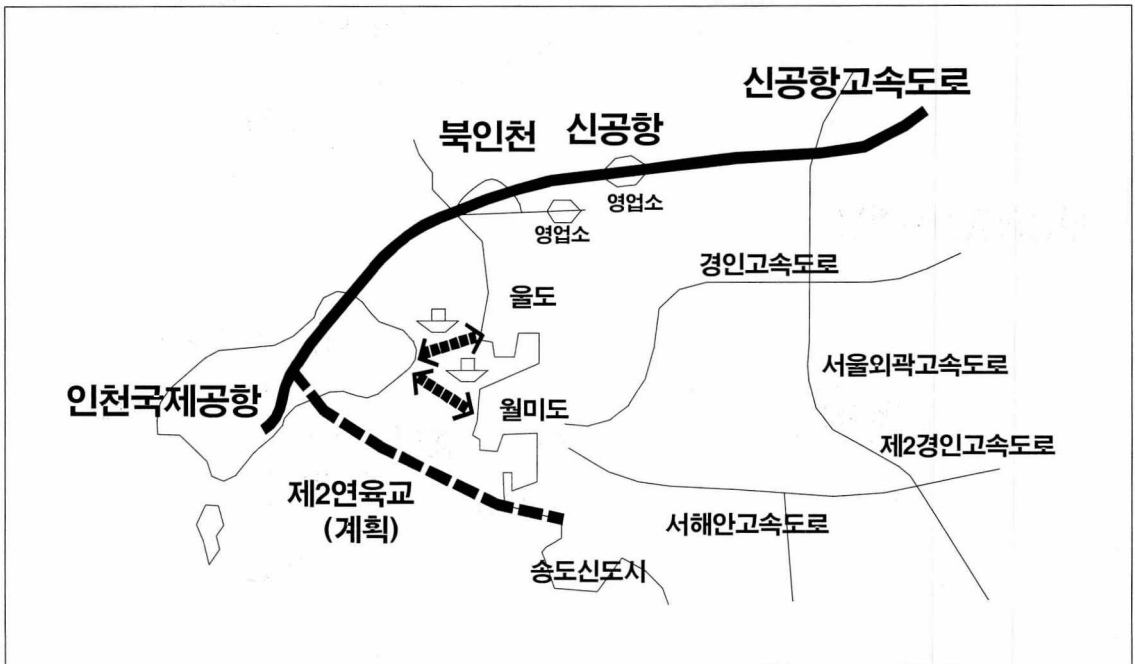 신공항고속도로
북인천
신공항
영업소
영업소
경인고속도로
울도
서울외곽고속도로
인천국제공항
월미도
제2경인고속도로
제2연육교
(계획)
서해안고속도로
송도신도시